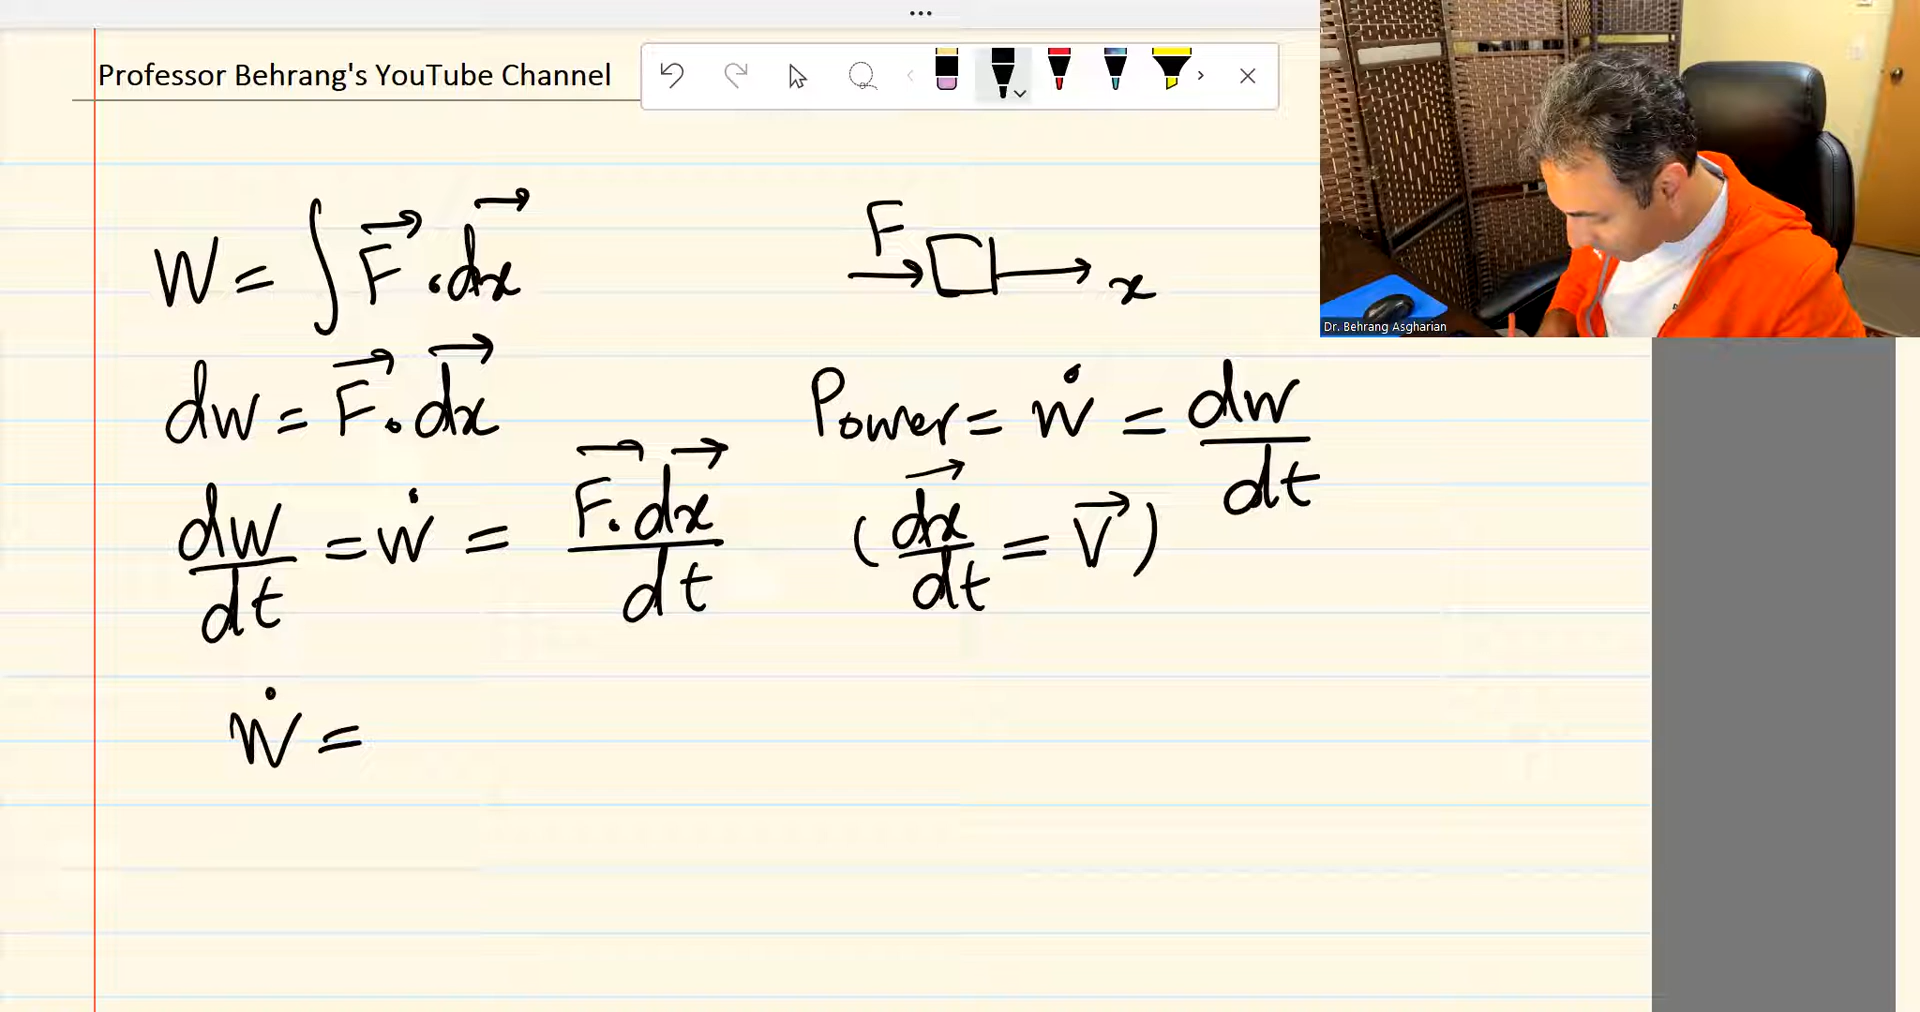 Professor Behrang's YouTube Channel
W = ∫ F⃗ . dx⃗
F
x
dw = F⃗ . dx⃗
Power = ẇ = dw/dt
dw/dt = ẇ = F⃗ . dx⃗/dt (dx⃗/dt = V⃗)
ẇ =
Dr. Behrang Asgharian